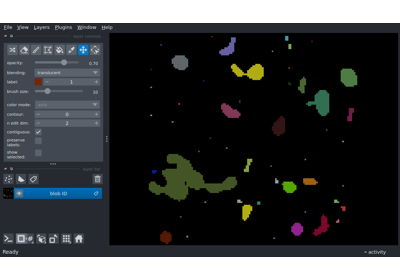 File View Layers Plugins Window Help
opacity: 0.70
blending: translucent
label: 1
brush size: 10
color mode:
contour: 0
n edit dim: 2
contiguous:
preserve labels:
show selected:
blob ID
Ready
activity